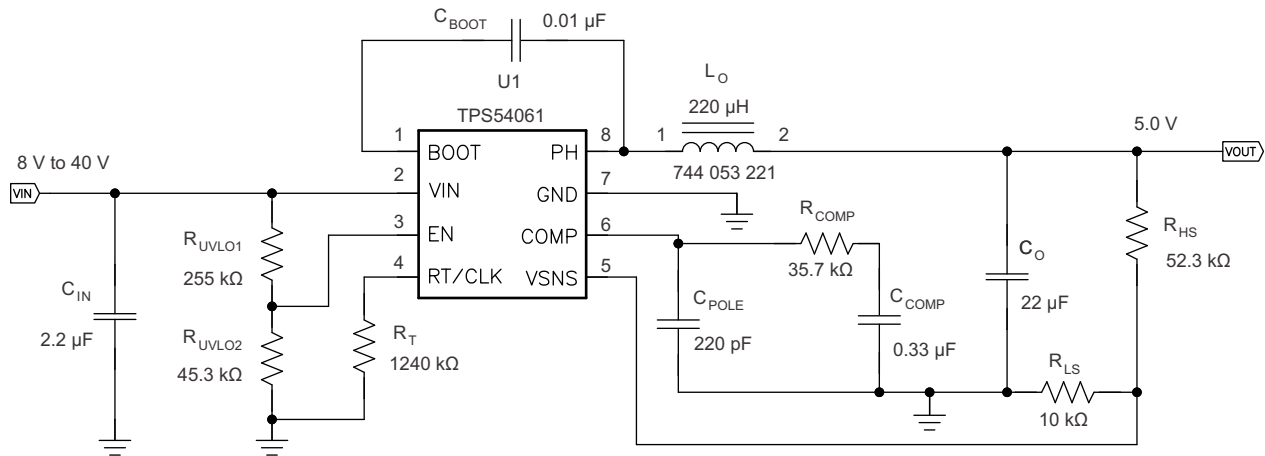 C_BOOT
0.01 µF
U1
TPS54061
L_O
220 µH
1
2
744 053 221
5.0 V
VOUT
8 V to 40 V
VIN
1
BOOT
PH
8
2
VIN
GND
7
3
EN
COMP
6
4
RT/CLK
VSNS
5
R_UVLO1
255 kΩ
R_UVLO2
45.3 kΩ
C_IN
2.2 µF
R_T
1240 kΩ
R_COMP
35.7 kΩ
C_POLE
220 pF
C_COMP
0.33 µF
C_O
22 µF
R_HS
52.3 kΩ
R_LS
10 kΩ